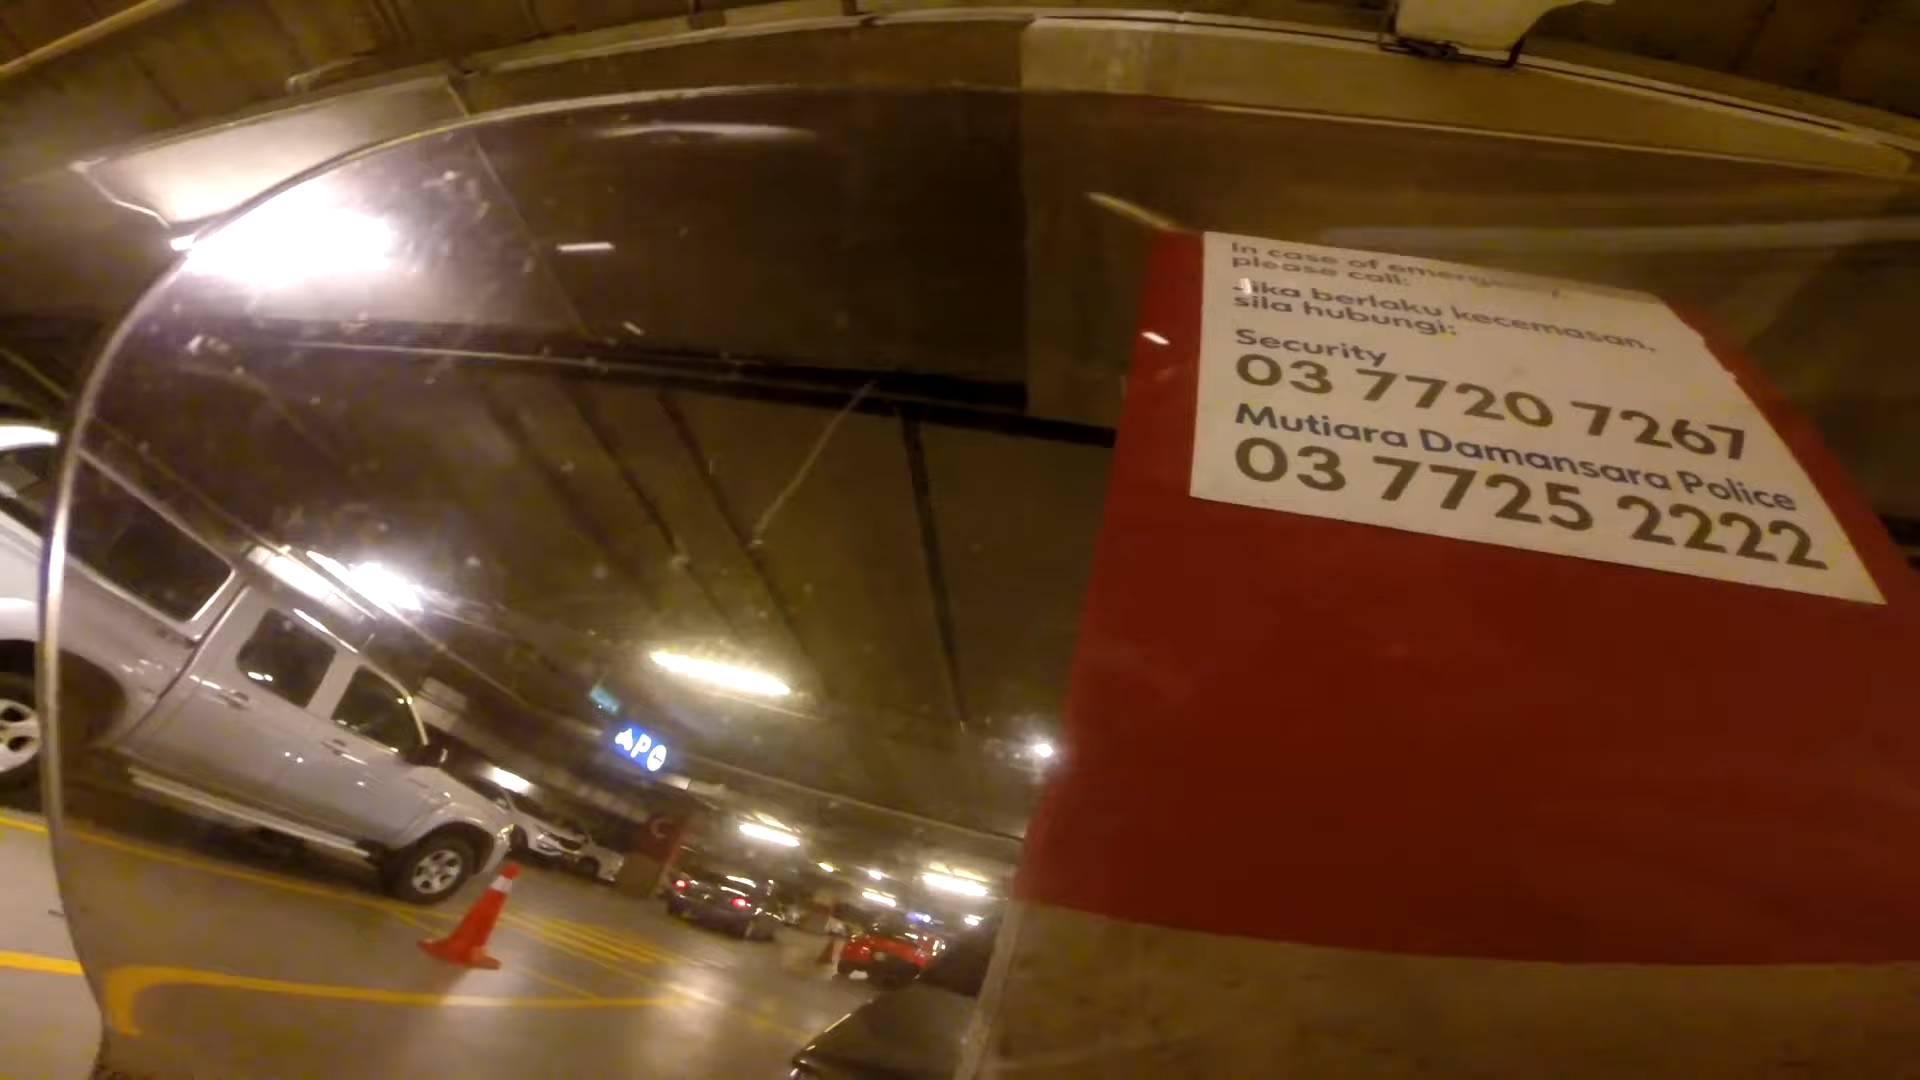 In case of emergency
please call:
Jika berlaku kecemasan,
sila hubungi:
Security
03 7720 7267
Mutiara Damansara Police
03 7725 2222
P